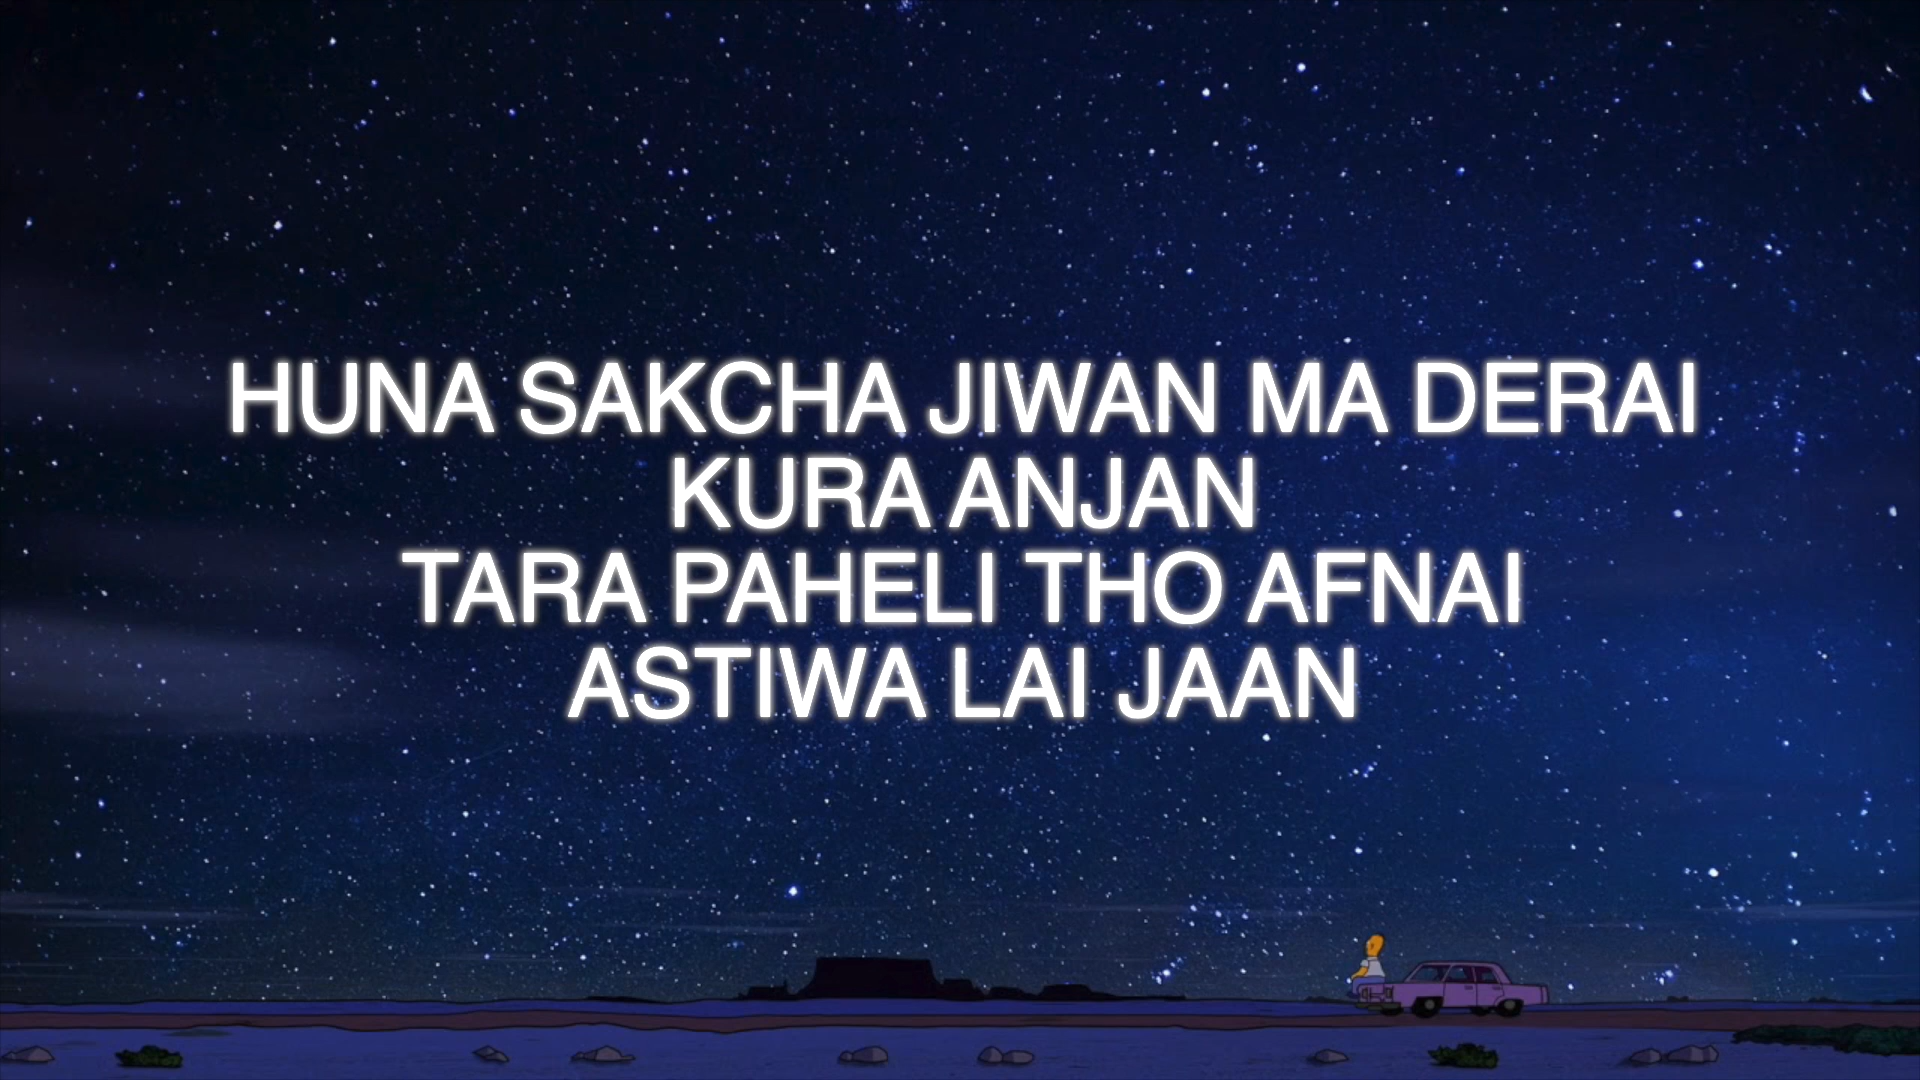 HUNA SAKCHA JIWAN MA DERAI
KURA ANJAN
TARA PAHELI THO AFNAI
ASTIWA LAI JAAN